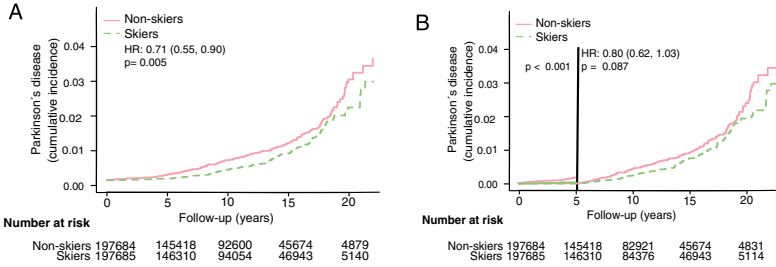 A
Non-skiers
Skiers
HR: 0.71 (0.55, 0.90)
p= 0.005
Parkinson´s disease
(cumulative incidence)
0.04
0.03
0.02
0.01
0.00
0 5 10 15 20
Follow-up (years)
Number at risk
Non-skiers 197684 145418 92600 45674 4879
Skiers 197685 146310 94054 46943 5140
B
Non-skiers
Skiers
HR: 0.80 (0.62, 1.03)
p < 0.001 p = 0.087
Parkinson´s disease
(cumulative incidence)
0.04
0.03
0.02
0.01
0.00
0 5 10 15 20
Follow-up (years)
Number at risk
Non-skiers 197684 145418 82921 45674 4831
Skiers 197685 146310 84376 46943 5114